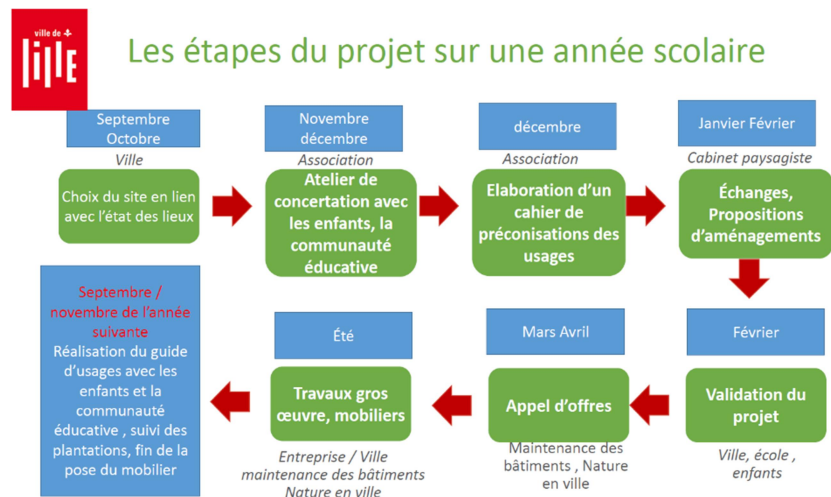 ville de
lille
Les étapes du projet sur une année scolaire
Septembre
Octobre
Ville
Choix du site en lien
avec l'état des lieux
Novembre
décembre
Association
Atelier de
concertation avec
les enfants, la
communauté
éducative
décembre
Association
Elaboration d'un
cahier de
préconisations des
usages
Janvier Février
Cabinet paysagiste
Échanges,
Propositions
d'aménagements
Février
Validation du
projet
Ville, école ,
enfants
Mars Avril
Appel d'offres
Maintenance des
bâtiments , Nature
en ville
Été
Travaux gros
œuvre, mobiliers
Entreprise / Ville
maintenance des bâtiments
Nature en ville
Septembre /
novembre de l'année
suivante
Réalisation du guide
d'usages avec les
enfants et la
communauté
éducative , suivi des
plantations, fin de la
pose du mobilier